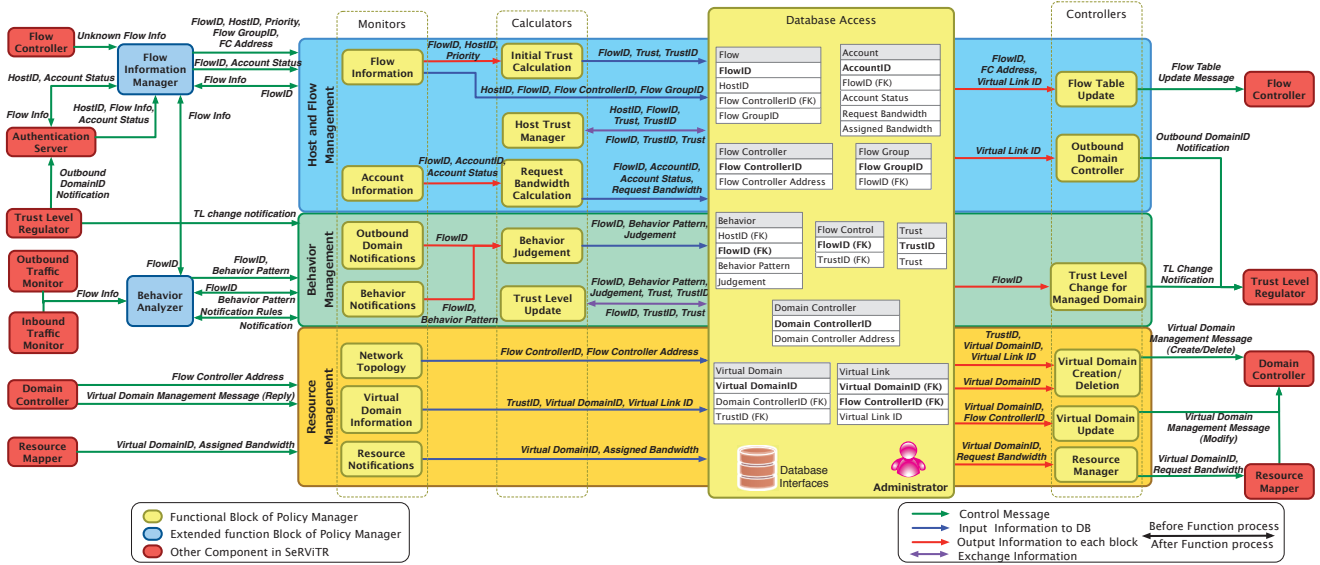 Monitors
Calculators
Database Access
Controllers
Flow
Controller
Unknown Flow Info
Flow
Information
Manager
HostID, Account Status
Flow Info
HostID, Flow Info,
Account Status
Authentication
Server
Outbound
DomainID
Notification
Trust Level
Regulator
TL change notification
Outbound
Traffic
Monitor
Flow Info
Inbound
Traffic
Monitor
Behavior
Analyzer
FlowID
Flow Info
FlowID, HostID, Priority,
Flow GroupID,
FC Address
FlowID, Account Status
Flow Info
FlowID
FlowID,
Behavior Pattern
FlowID
Behavior Pattern
Notification Rules
Notification
Domain
Controller
Flow Controller Address
Virtual Domain Management Message (Reply)
Resource
Mapper
Virtual DomainID, Assigned Bandwidth
Host and Flow
Management
Flow
Information
FlowID, HostID,
Priority
Initial Trust
Calculation
FlowID, Trust, TrustID
HostID, FlowID, Flow ControllerID, Flow GroupID
Host Trust
Manager
HostID, FlowID,
Trust, TrustID
FlowID, TrustID, Trust
Account
Information
FlowID, AccountID,
Account Status
Request
Bandwidth
Calculation
FlowID, AccountID,
Account Status,
Request Bandwidth
Behavior
Management
Outbound
Domain
Notifications
FlowID
Behavior
Judgement
FlowID, Behavior Pattern,
Judgement
Behavior
Notifications
FlowID,
Behavior Pattern
Trust Level
Update
FlowID, Behavior Pattern,
Judgement, Trust, TrustID
FlowID, TrustID, Trust
Resource
Management
Network
Topology
Flow ControllerID, Flow Controller Address
Virtual
Domain
Information
TrustID, Virtual DomainID, Virtual Link ID
Resource
Notifications
Virtual DomainID, Assigned Bandwidth
Flow
FlowID
HostID
Flow ControllerID (FK)
Flow GroupID
Account
AccountID
FlowID (FK)
Account Status
Request Bandwidth
Assigned Bandwidth
Flow Controller
Flow ControllerID
Flow Controller Address
Flow Group
Flow GroupID
FlowID (FK)
Behavior
HostID (FK)
FlowID (FK)
Behavior Pattern
Judgement
Flow Control
FlowID (FK)
TrustID (FK)
Trust
TrustID
Trust
Domain Controller
Domain ControllerID
Domain Controller Address
Virtual Domain
Virtual DomainID
Domain ControllerID (FK)
TrustID (FK)
Virtual Link
Virtual DomainID (FK)
Flow ControllerID (FK)
Virtual Link ID
Database
Interfaces
Administrator
FlowID,
FC Address,
Virtual Link ID
Flow Table
Update
Flow Table
Update Message
Flow
Controller
Virtual Link ID
Outbound
Domain
Controller
Outbound DomainID
Notification
FlowID
Trust Level
Change for
Managed Domain
TL Change
Notification
Trust Level
Regulator
TrustID,
Virtual DomainID,
Virtual Link ID
Virtual DomainID
Virtual Domain
Creation/
Deletion
Virtual Domain
Management Message
(Create/Delete)
Domain
Controller
Virtual DomainID,
Flow ControllerID
Virtual Domain
Update
Virtual Domain
Management Message
(Modify)
Virtual DomainID,
Request Bandwidth
Resource
Manager
Virtual DomainID,
Request Bandwidth
Resource
Mapper
Functional Block of Policy Manager
Extended function Block of Policy Manager
Other Component in SeRViTR
Control Message
Input Information to DB
Output Information to each block
Exchange Information
Before Function process
After Function process